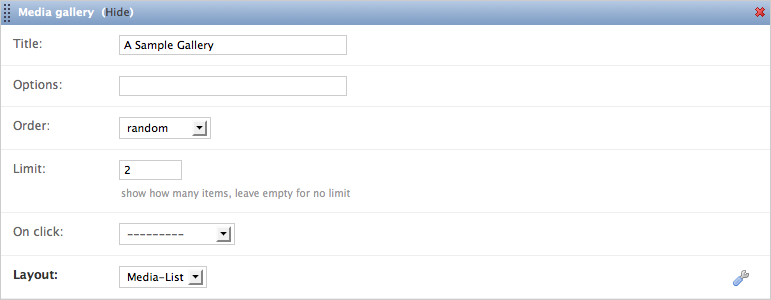 Media gallery (Hide)
Title: A Sample Gallery
Options:
Order: random
Limit: 2
show how many items, leave empty for no limit
On click: ---------
Layout: Media-List